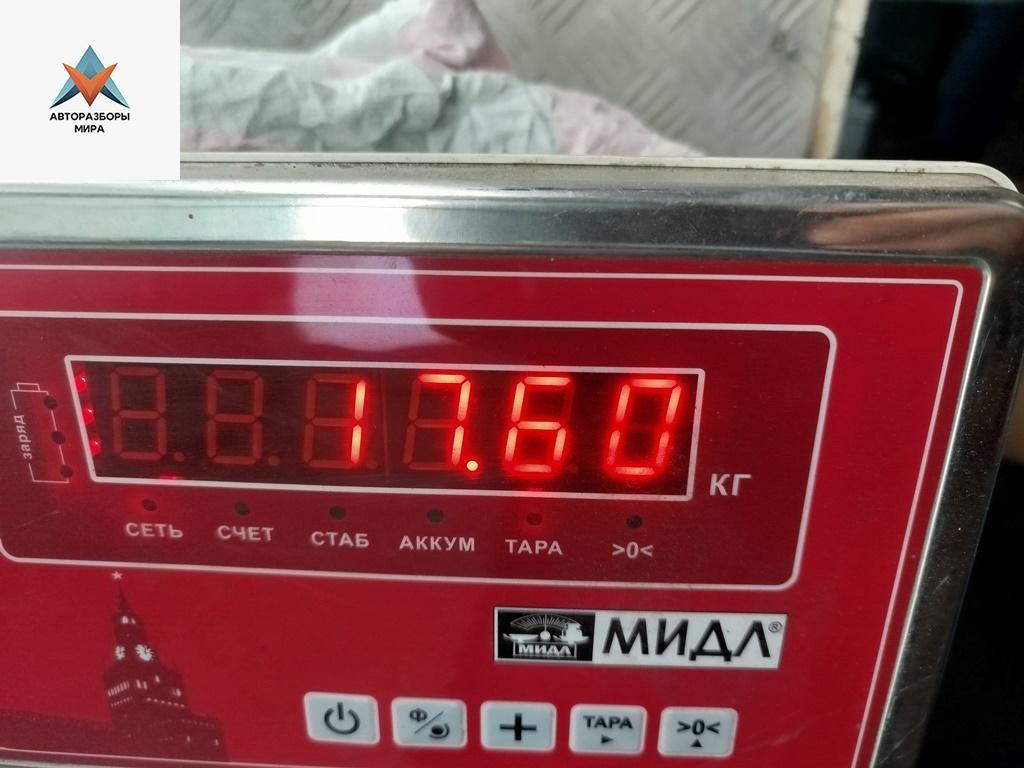 АВТОРАЗБОРЫ
МИРА
заряд
17.60
КГ
СЕТЬ СЧЕТ СТАБ АККУМ ТАРА >0<
МИДЛ МИДЛ®
Ф ТАРА >0<